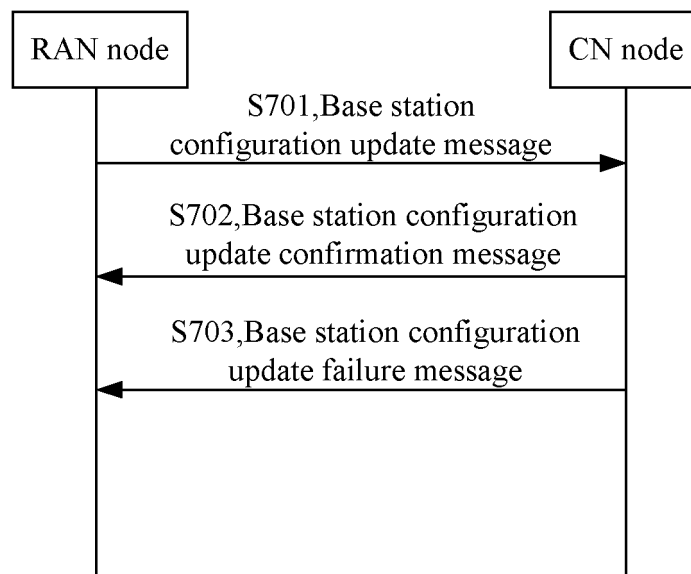 RAN node
CN node
S701,Base station
configuration update message
S702,Base station configuration
update confirmation message
S703,Base station configuration
update failure message